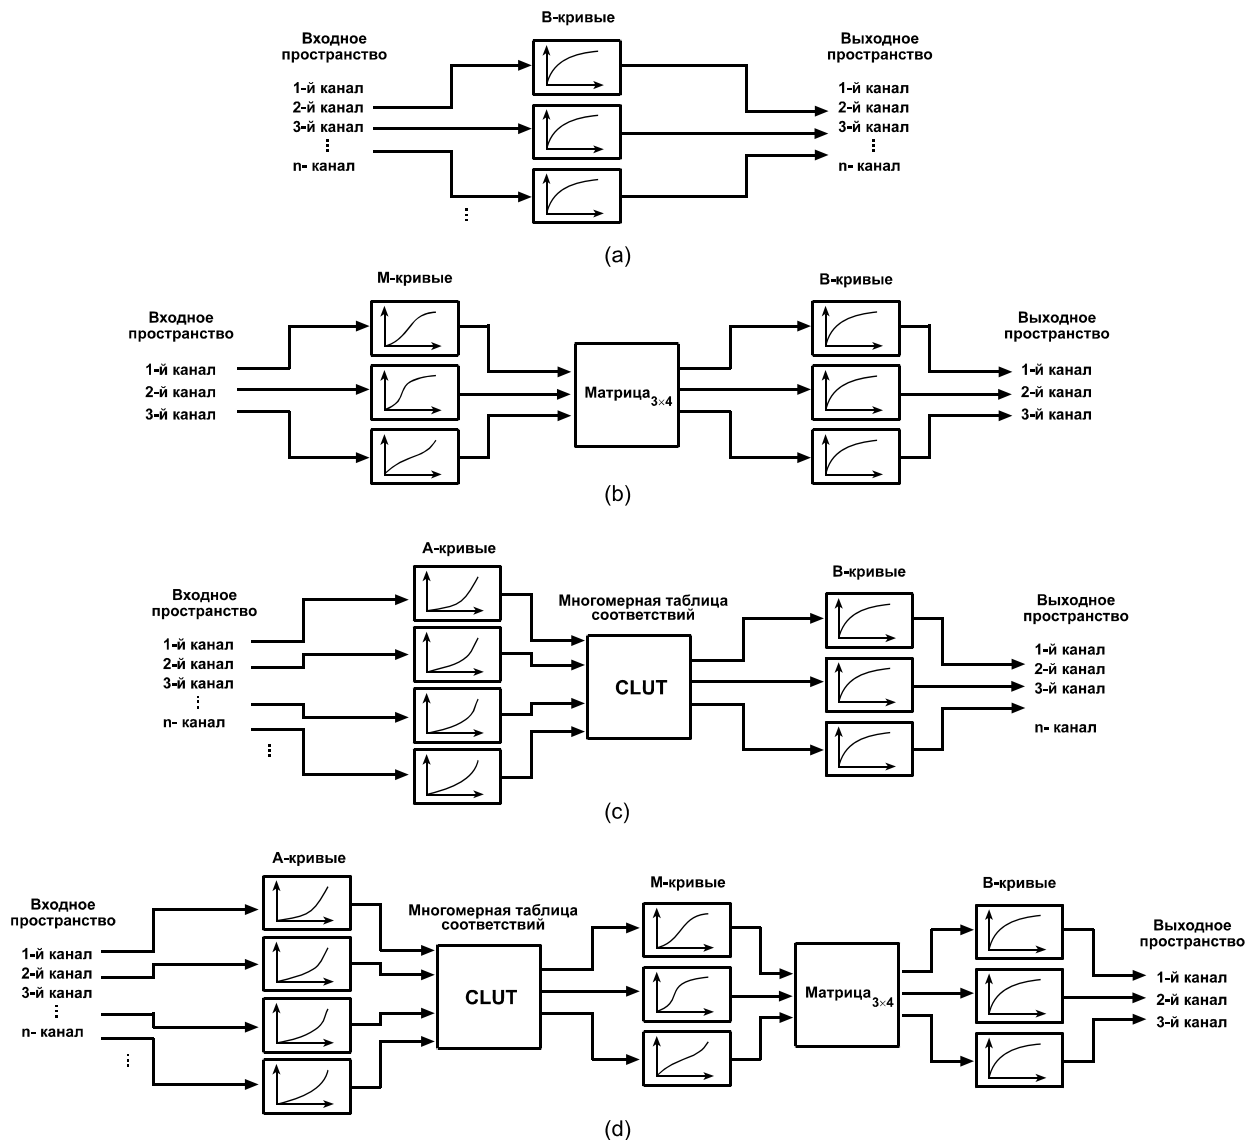 В-кривые
Входное
пространство
Выходное
пространство
1-й канал
2-й канал
3-й канал
n- канал
1-й канал
2-й канал
3-й канал
n- канал
(a)
М-кривые
В-кривые
Входное
пространство
Выходное
пространство
1-й канал
2-й канал
3-й канал
Матрица3×4
1-й канал
2-й канал
3-й канал
(b)
А-кривые
В-кривые
Входное
пространство
Многомерная таблица
соответствий
Выходное
пространство
1-й канал
2-й канал
3-й канал
n- канал
CLUT
1-й канал
2-й канал
3-й канал
n- канал
(c)
А-кривые
М-кривые
В-кривые
Входное
пространство
Многомерная таблица
соответствий
Выходное
пространство
1-й канал
2-й канал
3-й канал
n- канал
CLUT
Матрица3×4
1-й канал
2-й канал
3-й канал
(d)